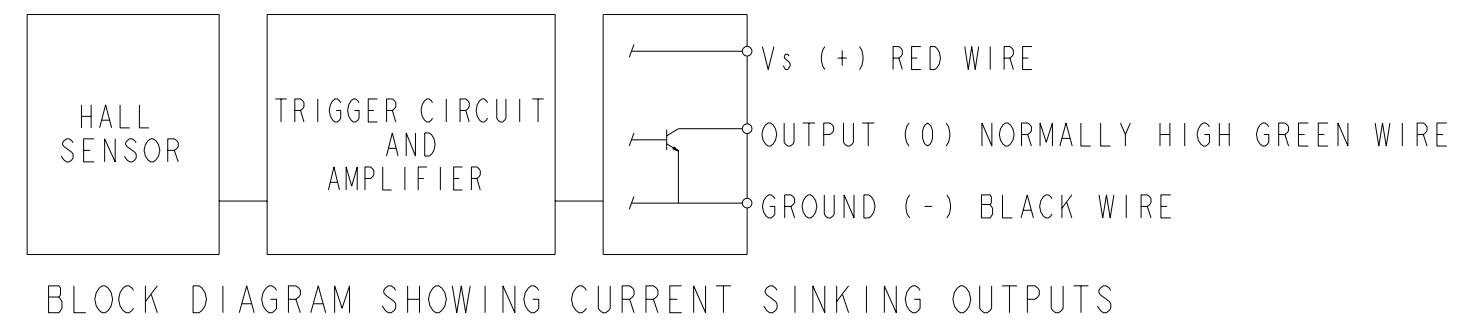 HALL
SENSOR
TRIGGER CIRCUIT
AND
AMPLIFIER
Vs (+) RED WIRE
OUTPUT (0) NORMALLY HIGH GREEN WIRE
GROUND (-) BLACK WIRE
BLOCK DIAGRAM SHOWING CURRENT SINKING OUTPUTS